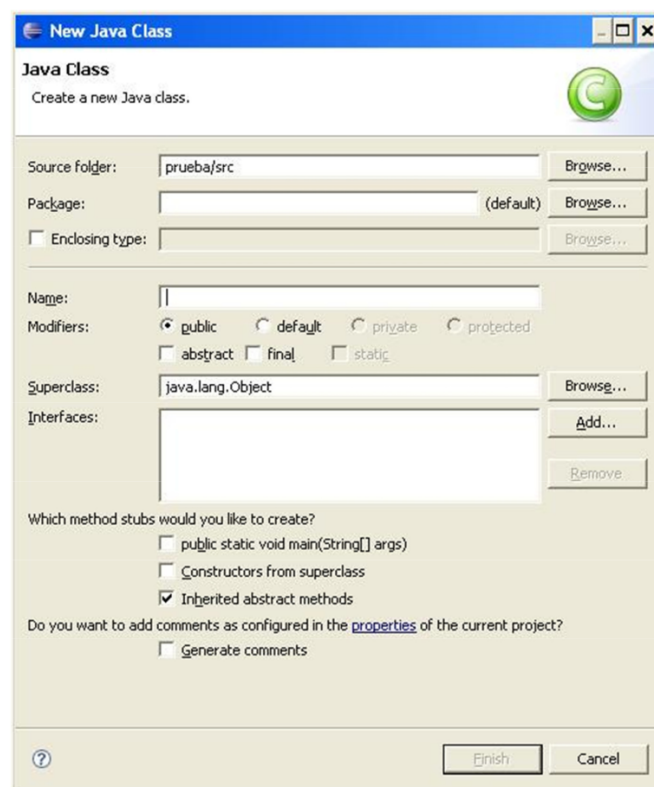 New Java Class
Java Class
Create a new Java class.
Source folder: prueba/src Browse...
Package: (default) Browse...
Enclosing type: Browse...
Name:
Modifiers: public default private protected
abstract final static
Superclass: java.lang.Object Browse...
Interfaces: Add...
Remove
Which method stubs would you like to create?
public static void main(String[] args)
Constructors from superclass
Inherited abstract methods
Do you want to add comments as configured in the properties of the current project?
Generate comments
Finish Cancel